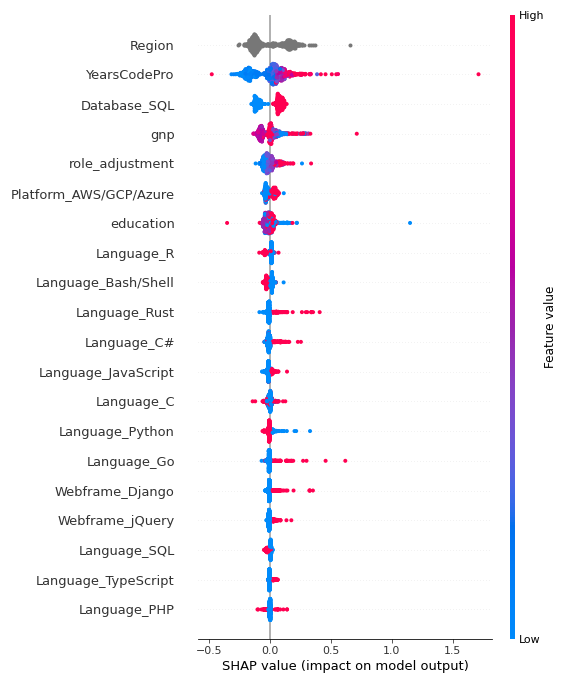 High
Region
YearsCodePro
Database_SQL
gnp
role_adjustment
Platform_AWS/GCP/Azure
education
Language_R
Language_Bash/Shell
Language_Rust
Language_C#
Language_JavaScript
Language_C
Language_Python
Language_Go
Webframe_Django
Webframe_jQuery
Language_SQL
Language_TypeScript
Language_PHP
Feature value
Low
−0.5 0.0 0.5 1.0 1.5
SHAP value (impact on model output)